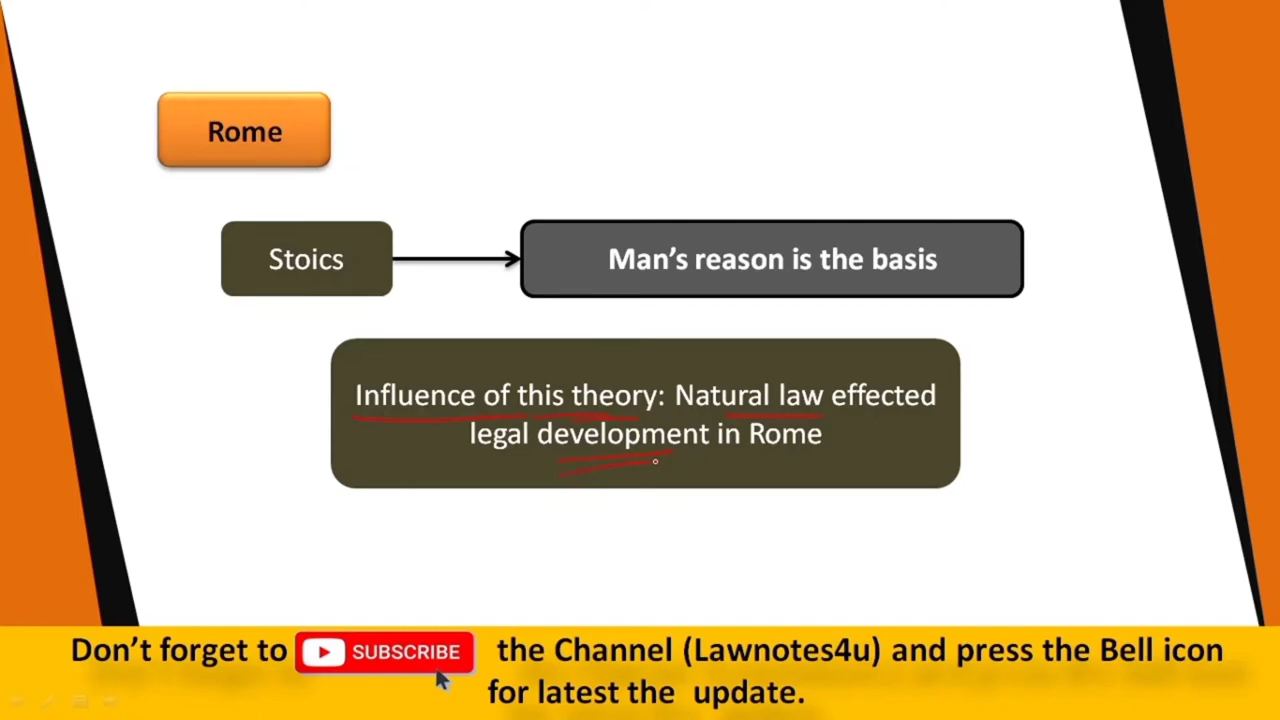 Rome
Stoics
Man's reason is the basis
Influence of this theory: Natural law effected
legal development in Rome
Don't forget to SUBSCRIBE the Channel (Lawnotes4u) and press the Bell icon
for latest the update.